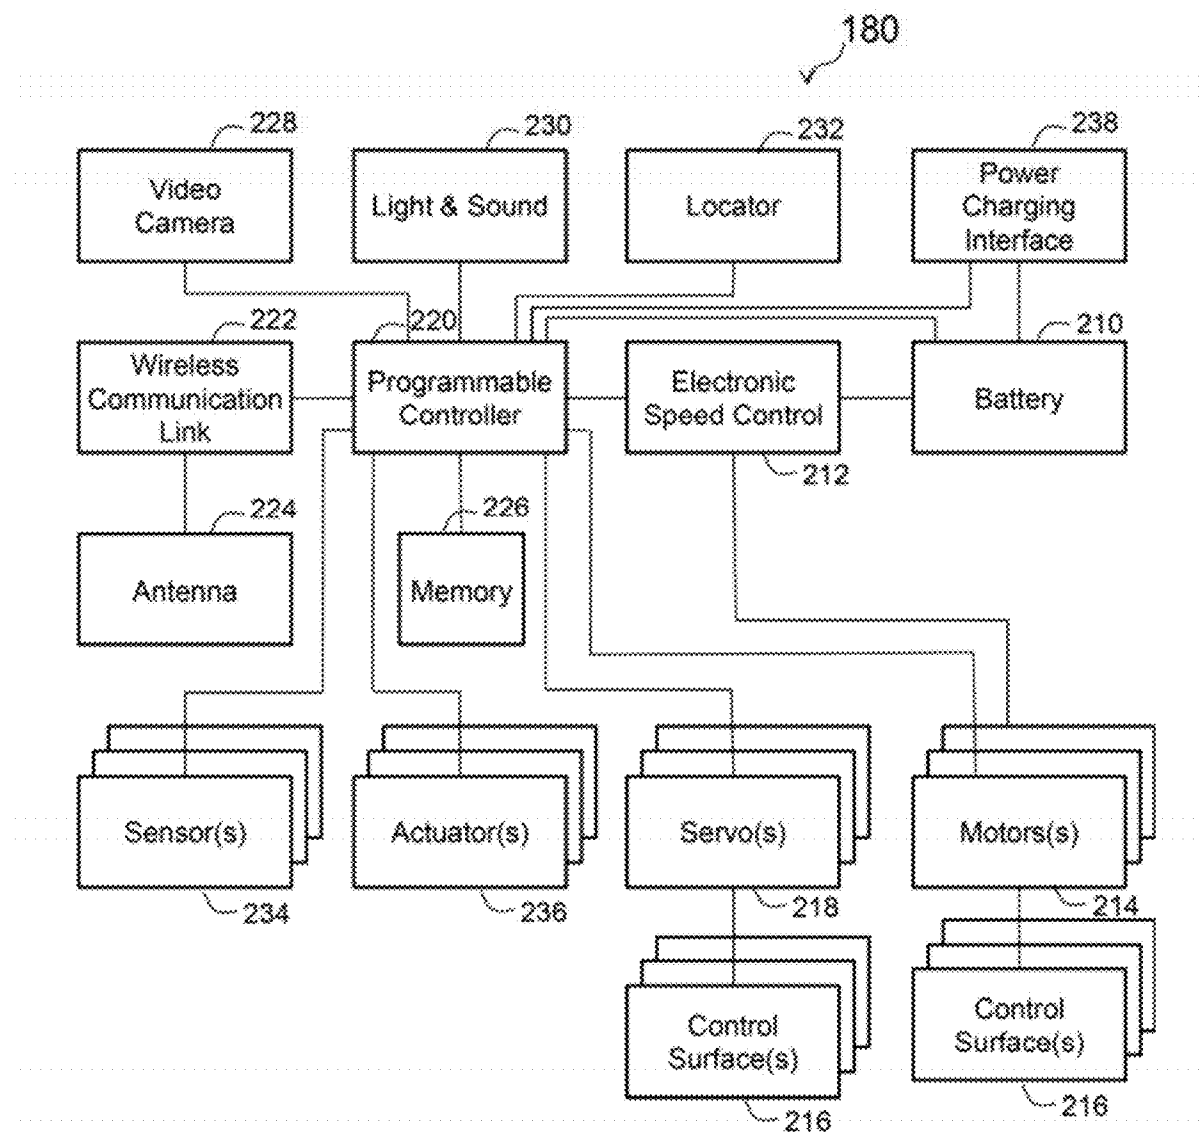 180
228
230
232
238
Video
Camera
Light & Sound
Locator
Power
Charging
Interface
222
220
210
Wireless
Communication
Link
Programmable
Controller
Electronic
Speed Control
Battery
212
224
226
Antenna
Memory
Sensor(s)
Actuator(s)
Servo(s)
Motors(s)
234
236
218
214
Control
Surface(s)
Control
Surface(s)
216
216